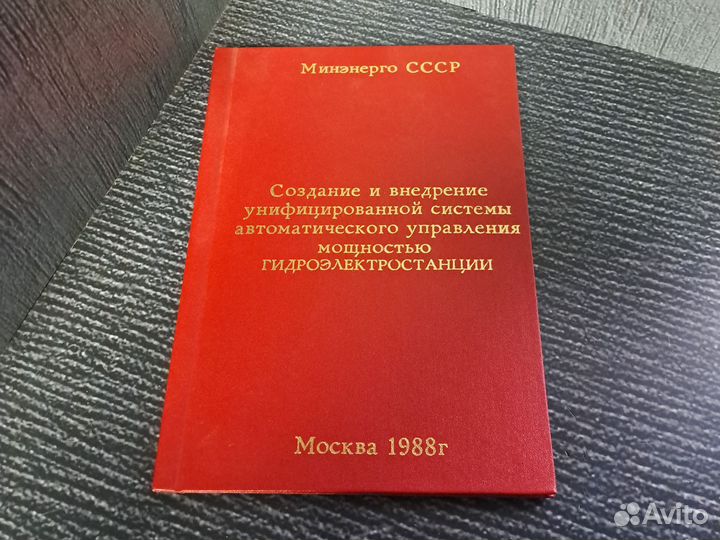 Минэнерго СССР
Создание и внедрение
унифицированной системы
автоматического управления
мощностью
ГИДРОЭЛЕКТРОСТАНЦИИ
Москва 1988г
Avito